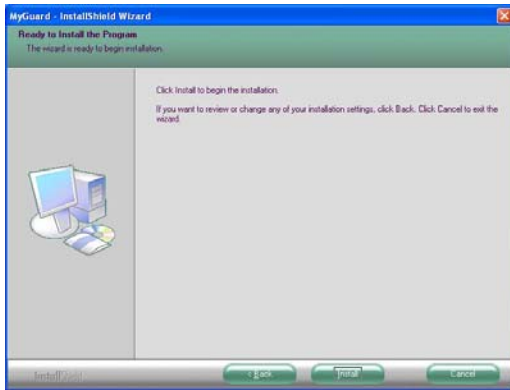 MyGuard - InstallShield Wizard
Ready to Install the Program
The wizard is ready to begin installation.
Click Install to begin the installation.
If you want to review or change any of your installation settings, click Back. Click Cancel to exit the
wizard.
InstallShield
< Back Install Cancel